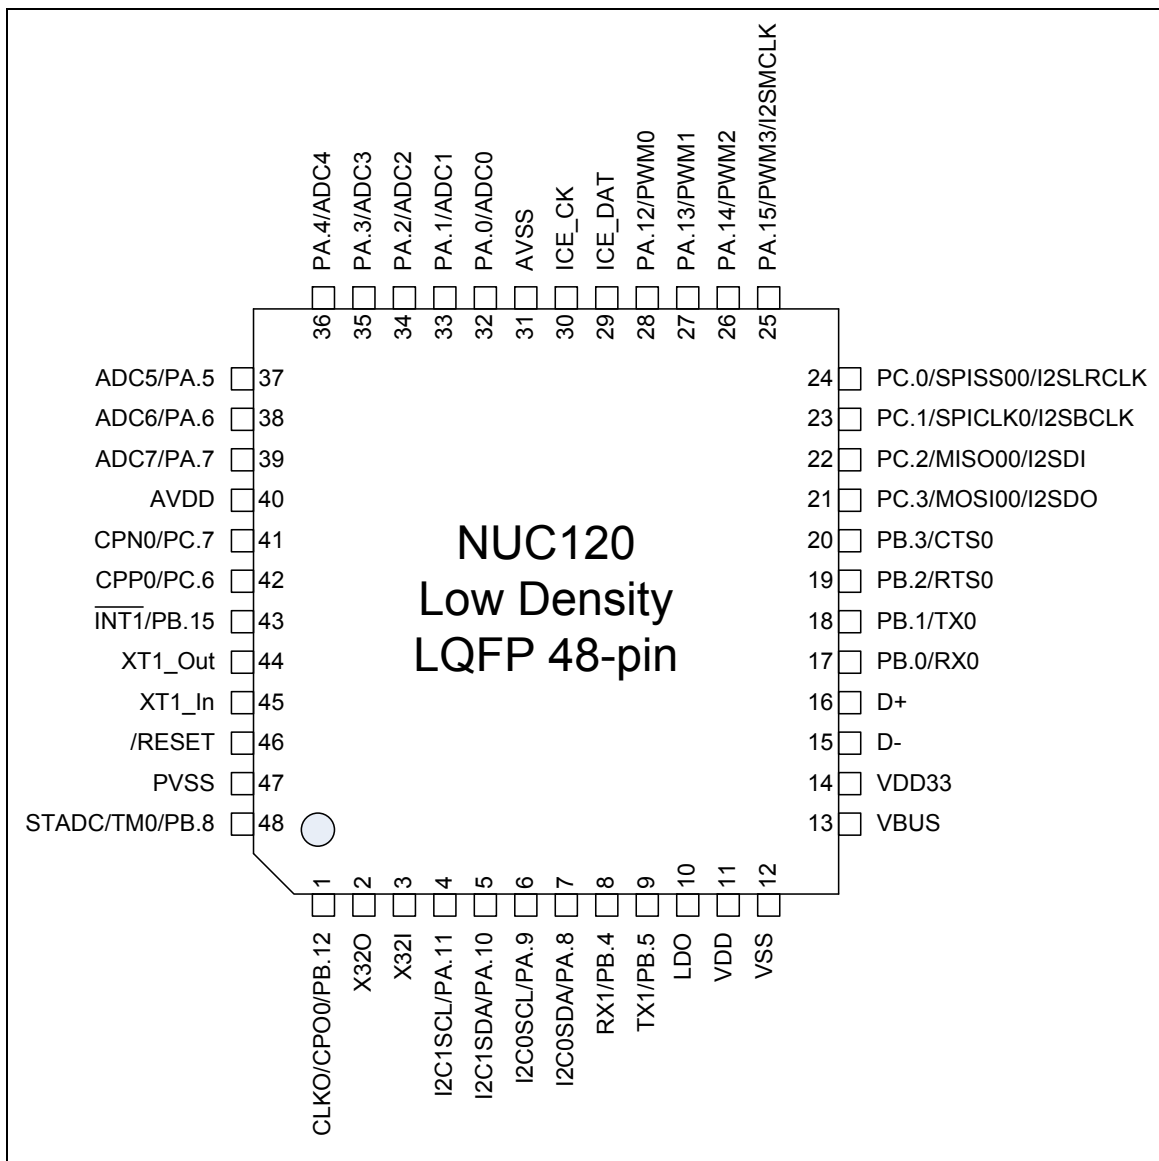 PA.4/ADC4
PA.3/ADC3
PA.2/ADC2
PA.1/ADC1
PA.0/ADC0
AVSS
ICE_CK
ICE_DAT
PA.12/PWM0
PA.13/PWM1
PA.14/PWM2
PA.15/PWM3/I2SMCLK
36
35
34
33
32
31
30
29
28
27
26
25
ADC5/PA.5 37
ADC6/PA.6 38
ADC7/PA.7 39
AVDD 40
CPN0/PC.7 41
CPP0/PC.6 42
INT1/PB.15 43
XT1_Out 44
XT1_In 45
/RESET 46
PVSS 47
STADC/TM0/PB.8 48
NUC120
Low Density
LQFP 48-pin
24 PC.0/SPISS00/I2SLRCLK
23 PC.1/SPICLK0/I2SBCLK
22 PC.2/MISO00/I2SDI
21 PC.3/MOSI00/I2SDO
20 PB.3/CTS0
19 PB.2/RTS0
18 PB.1/TX0
17 PB.0/RX0
16 D+
15 D-
14 VDD33
13 VBUS
1
2
3
4
5
6
7
8
9
10
11
12
CLKO/CPO0/PB.12
X32O
X32I
I2C1SCL/PA.11
I2C1SDA/PA.10
I2C0SCL/PA.9
I2C0SDA/PA.8
RX1/PB.4
TX1/PB.5
LDO
VDD
VSS